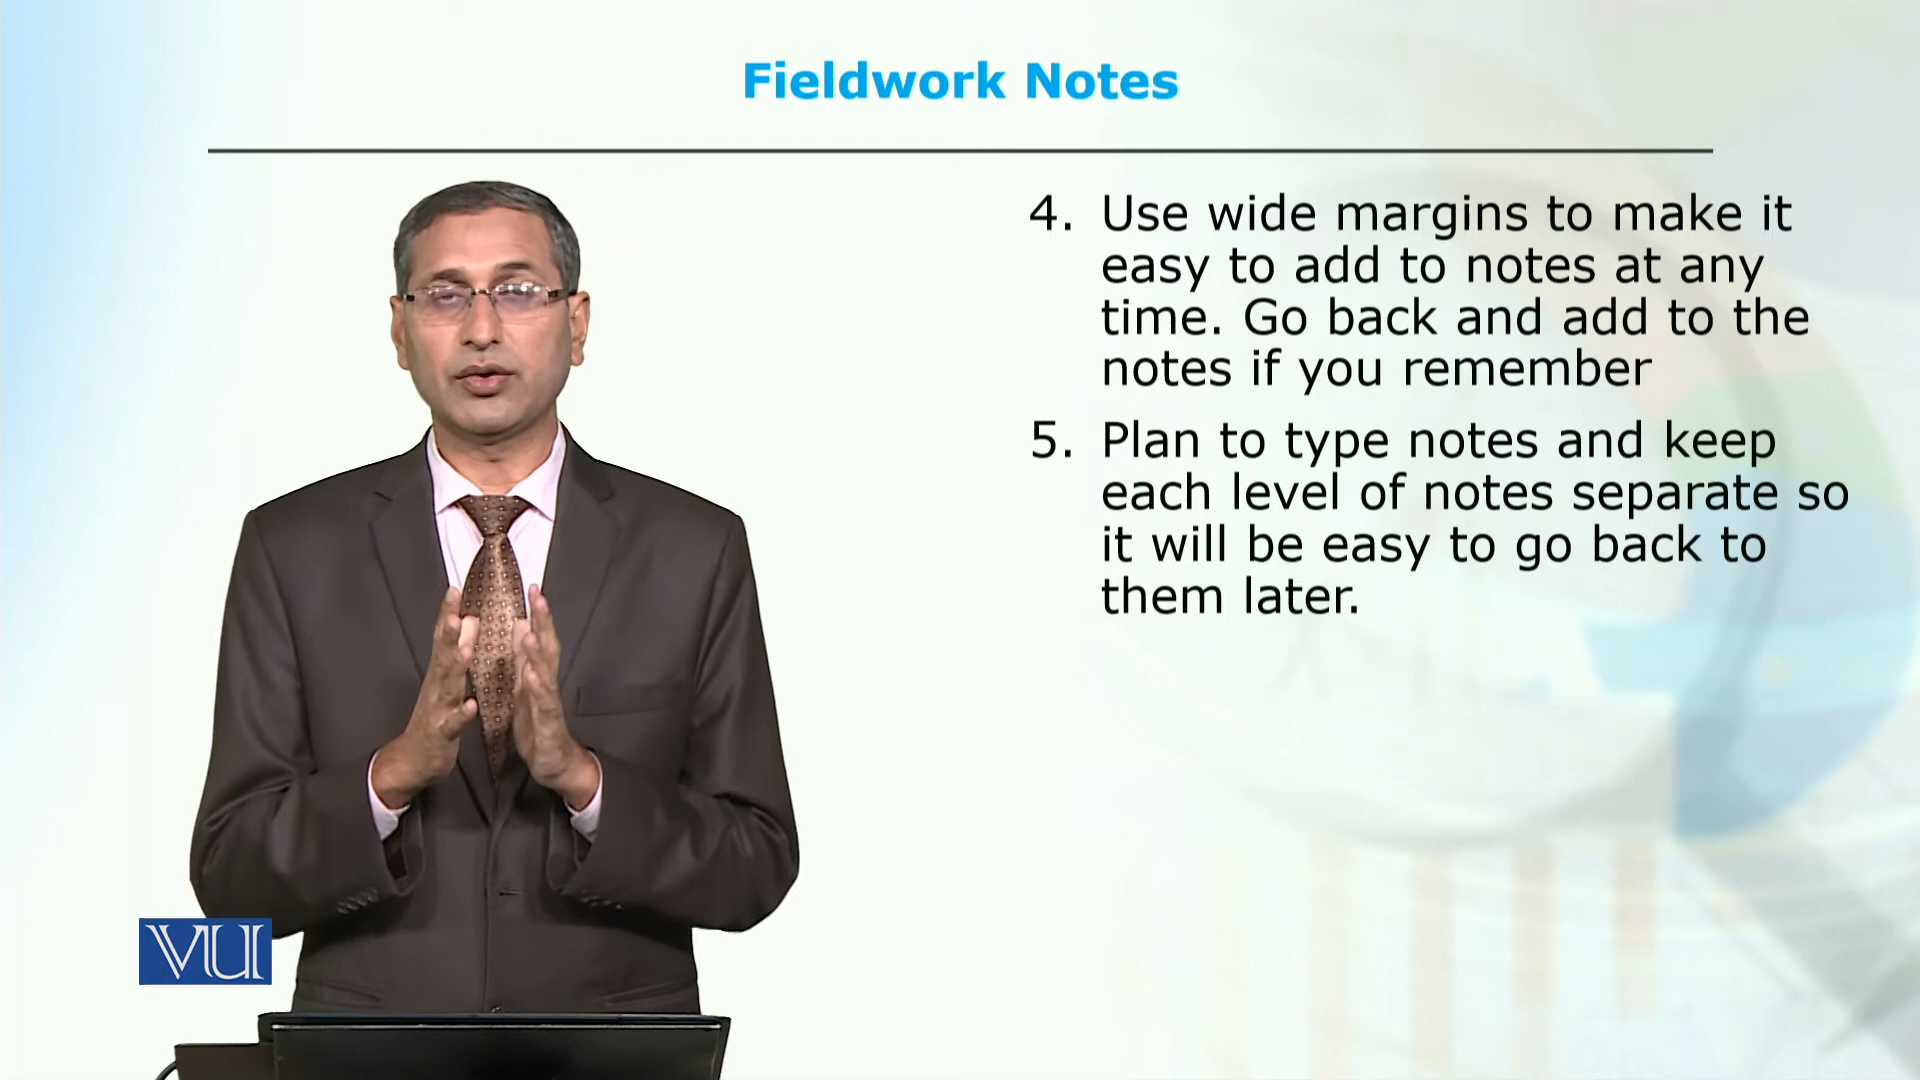 Fieldwork Notes
4. Use wide margins to make it
easy to add to notes at any
time. Go back and add to the
notes if you remember
5. Plan to type notes and keep
each level of notes separate so
it will be easy to go back to
them later.
VU